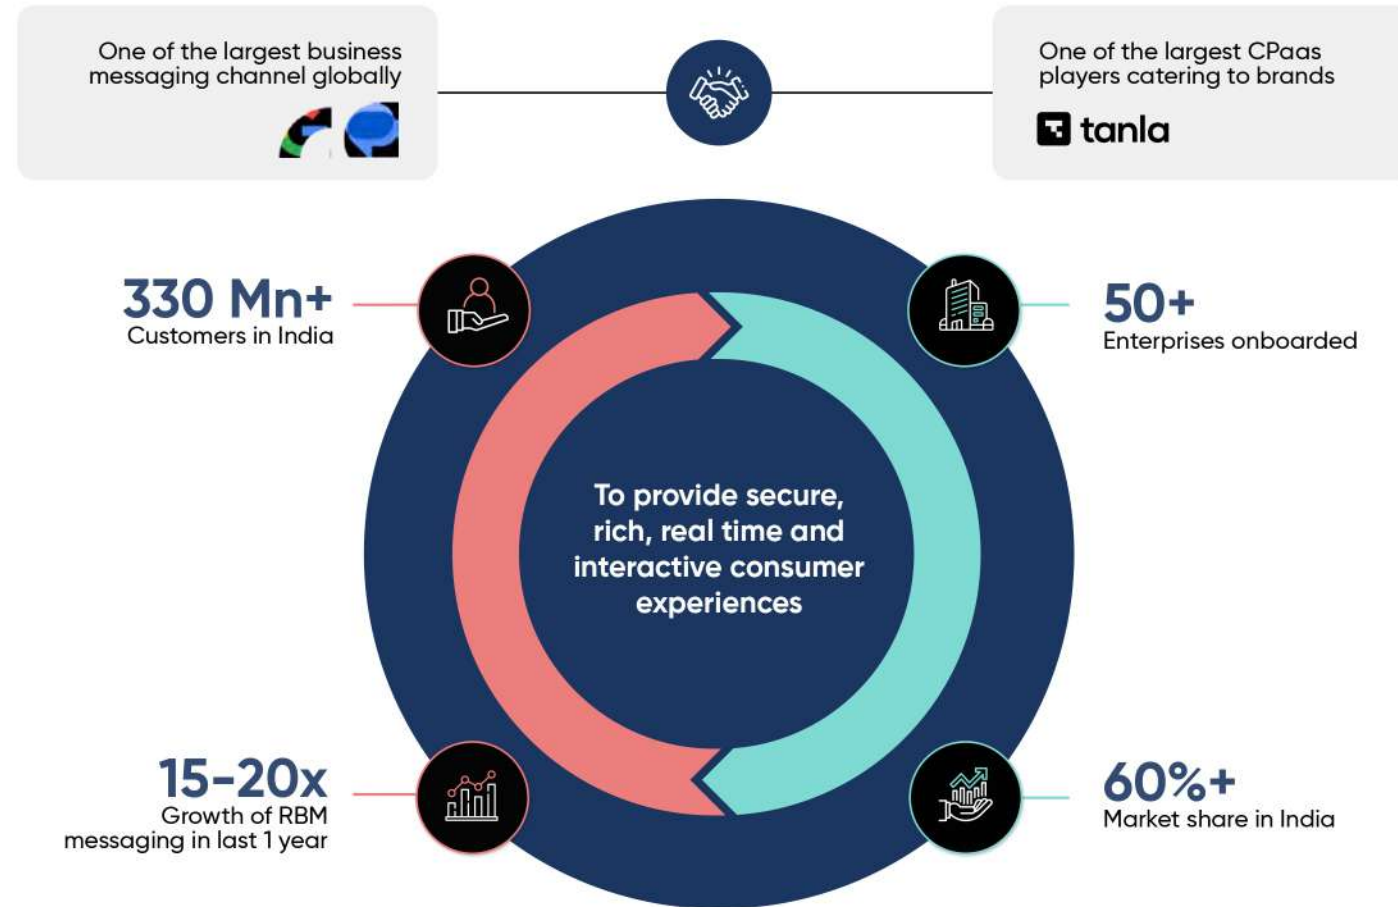 One of the largest business
messaging channel globally
One of the largest CPaas
players catering to brands
tanla
330 Mn+
Customers in India
50+
Enterprises onboarded
To provide secure,
rich, real time and
interactive consumer
experiences
15-20x
Growth of RBM
messaging in last 1 year
60%+
Market share in India